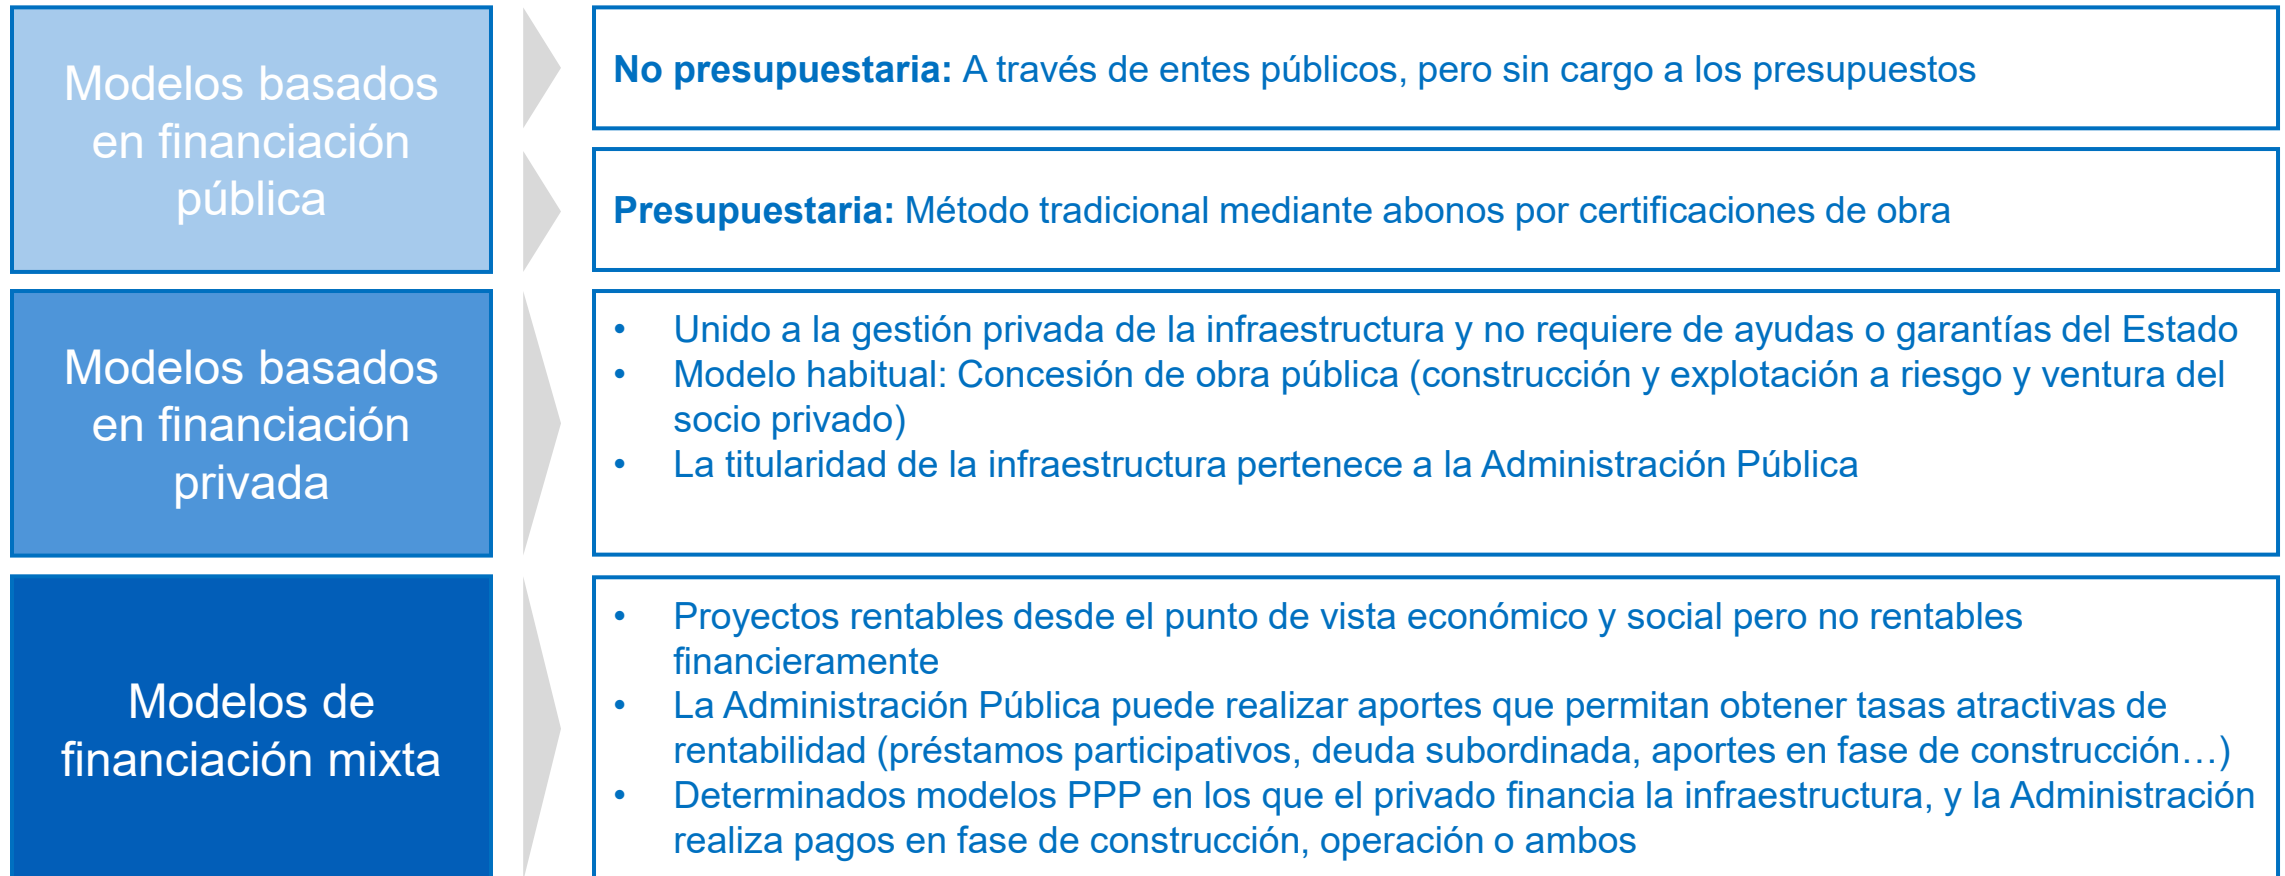 Modelos basados
en financiación
pública
No presupuestaria: A través de entes públicos, pero sin cargo a los presupuestos
Presupuestaria: Método tradicional mediante abonos por certificaciones de obra
Modelos basados
en financiación
privada
• Unido a la gestión privada de la infraestructura y no requiere de ayudas o garantías del Estado
• Modelo habitual: Concesión de obra pública (construcción y explotación a riesgo y ventura del
socio privado)
• La titularidad de la infraestructura pertenece a la Administración Pública
Modelos de
financiación mixta
• Proyectos rentables desde el punto de vista económico y social pero no rentables
financieramente
• La Administración Pública puede realizar aportes que permitan obtener tasas atractivas de
rentabilidad (préstamos participativos, deuda subordinada, aportes en fase de construcción…)
• Determinados modelos PPP en los que el privado financia la infraestructura, y la Administración
realiza pagos en fase de construcción, operación o ambos